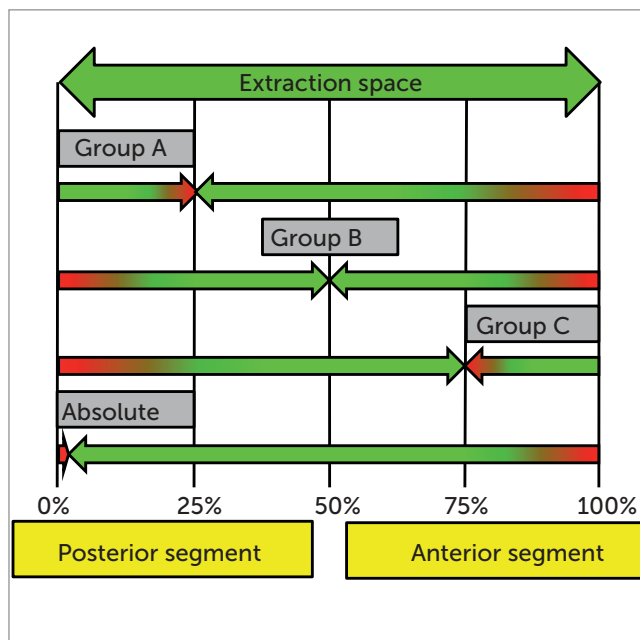 Extraction space
Group A
Group B
Group C
Absolute
0%
25%
50%
75%
100%
Posterior segment
Anterior segment